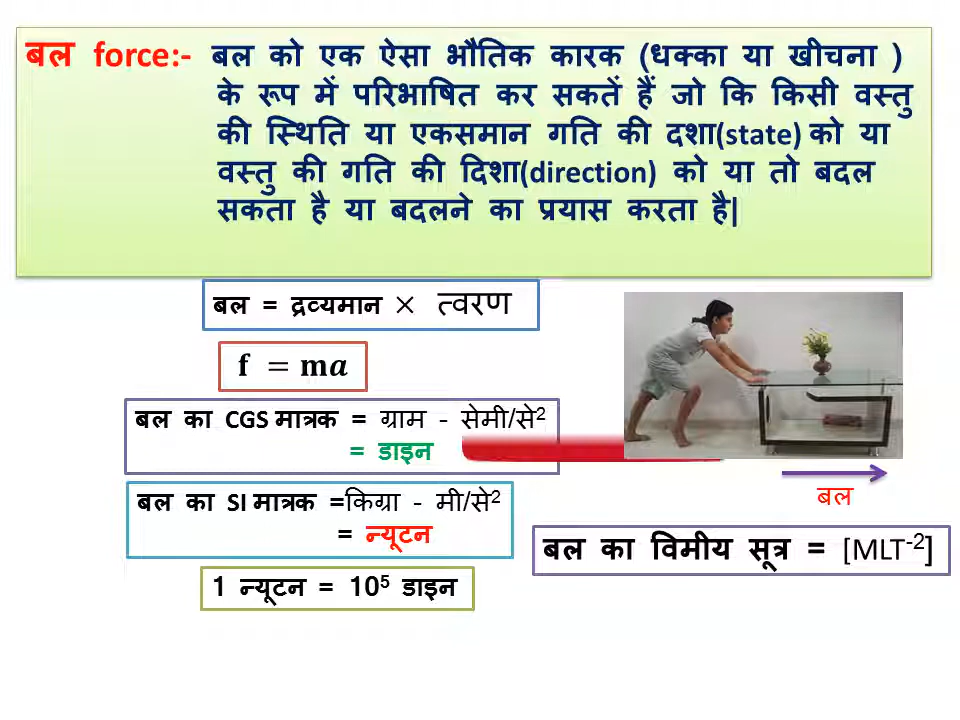 बल force:- बल को एक ऐसा भौतिक कारक (धक्का या खीचना )
के रूप में परिभाषित कर सकतें हैं जो कि किसी वस्तु
की स्थिति या एकसमान गति की दशा(state) को या
वस्तु की गति की दिशा(direction) को या तो बदल
सकता है या बदलने का प्रयास करता है|
बल = द्रव्यमान × त्वरण
f = ma
बल का CGS मात्रक = ग्राम - सेमी/से²
= डाइन
बल का SI मात्रक =किग्रा - मी/से²
= न्यूटन
1 न्यूटन = 10⁵ डाइन
बल
बल का विमीय सूत्र = [MLT⁻²]